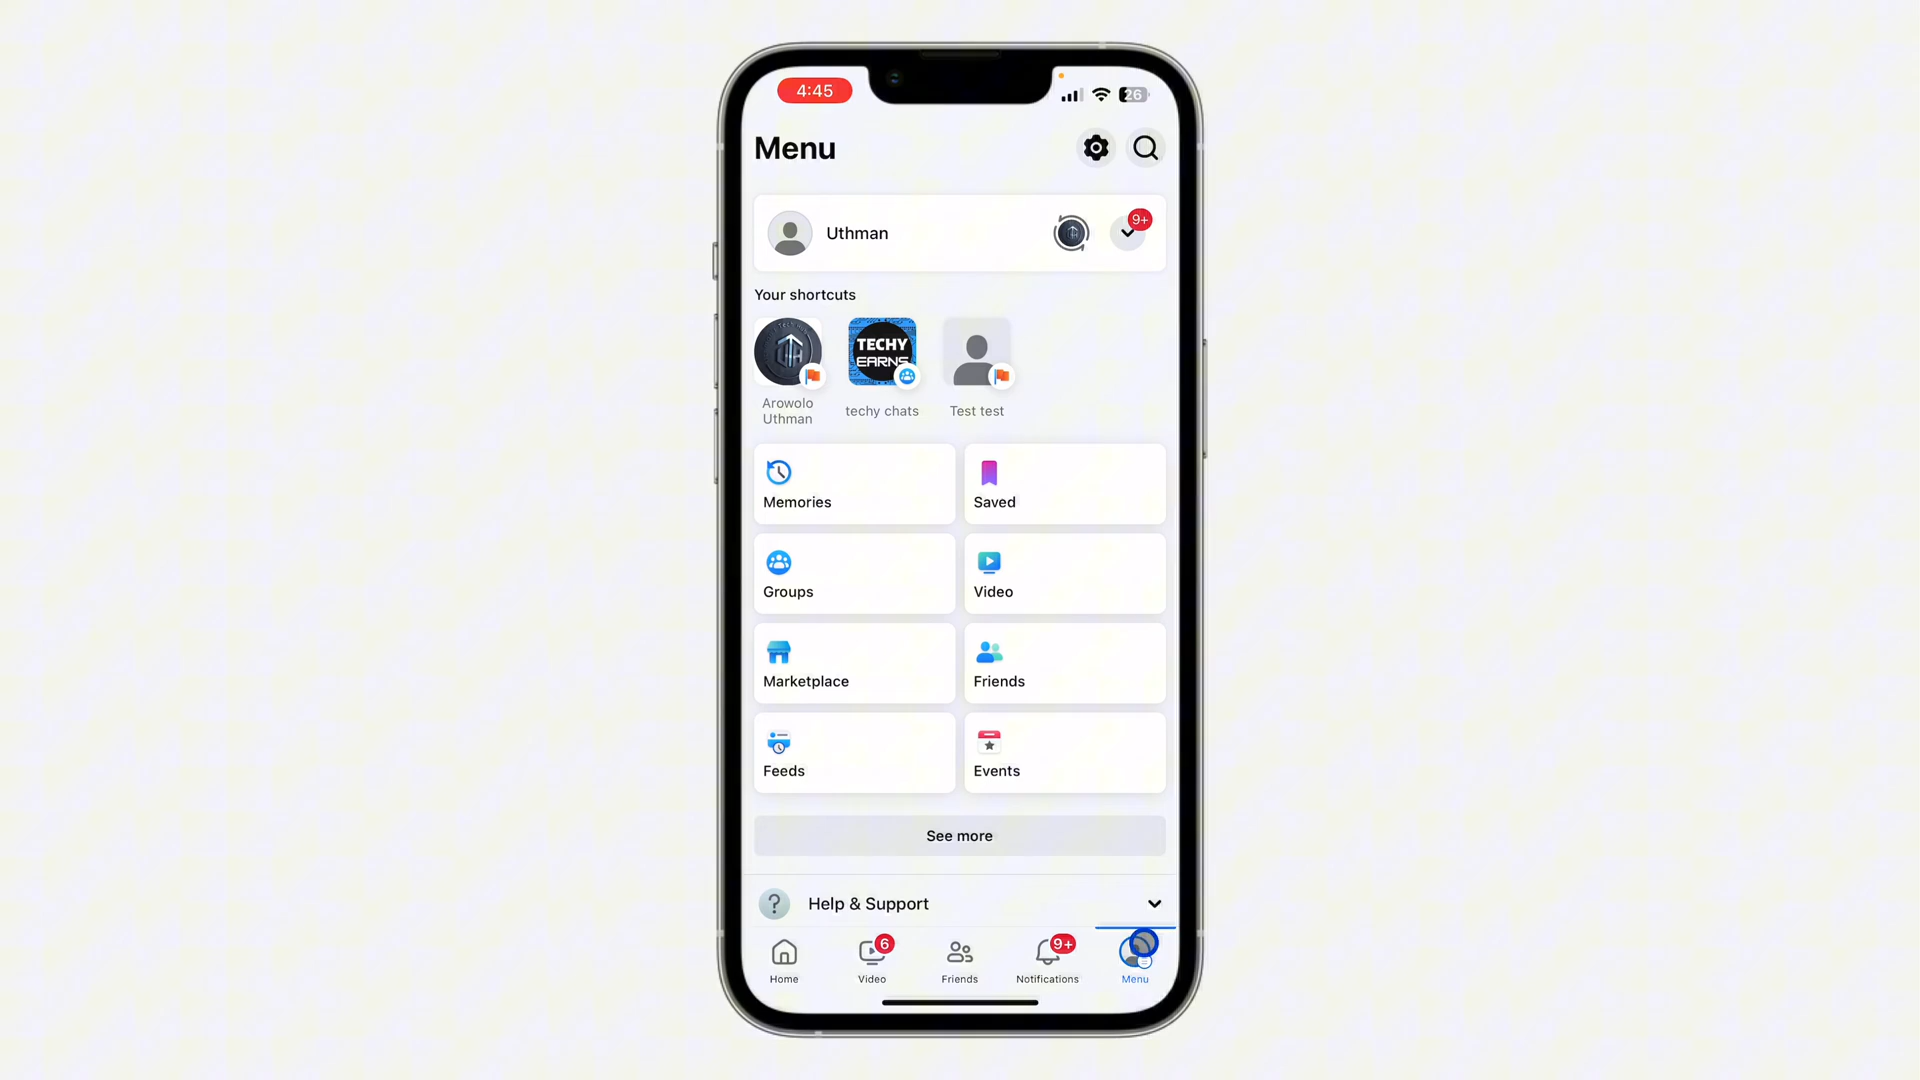 4:45
26
Menu
Uthman
9+
Your shortcuts
TECHY
EARNS
Arowolo
Uthman
techy chats
Test test
Memories
Saved
Groups
Video
Marketplace
Friends
Feeds
Events
See more
? Help & Support
6
9+
Home
Video
Friends
Notifications
Menu